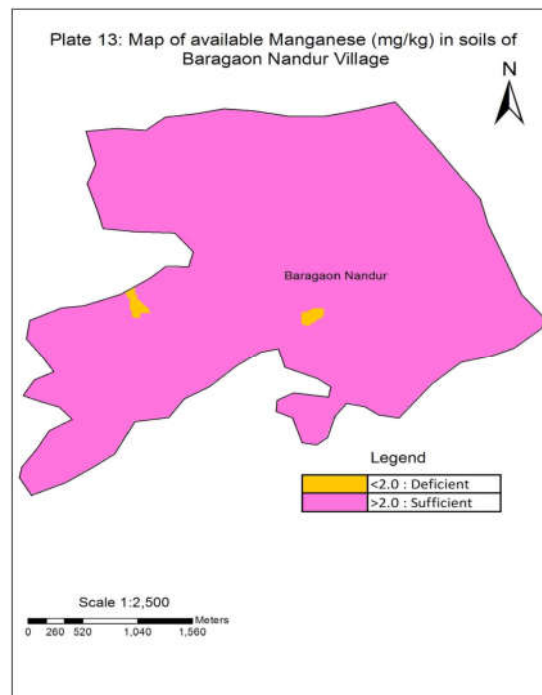 Plate 13: Map of available Manganese (mg/kg) in soils of
Baragaon Nandur Village
N
Baragaon Nandur
Legend
<2.0 : Deficient
>2.0 : Sufficient
Scale 1:2,500
Meters
0 260 520 1,040 1,560